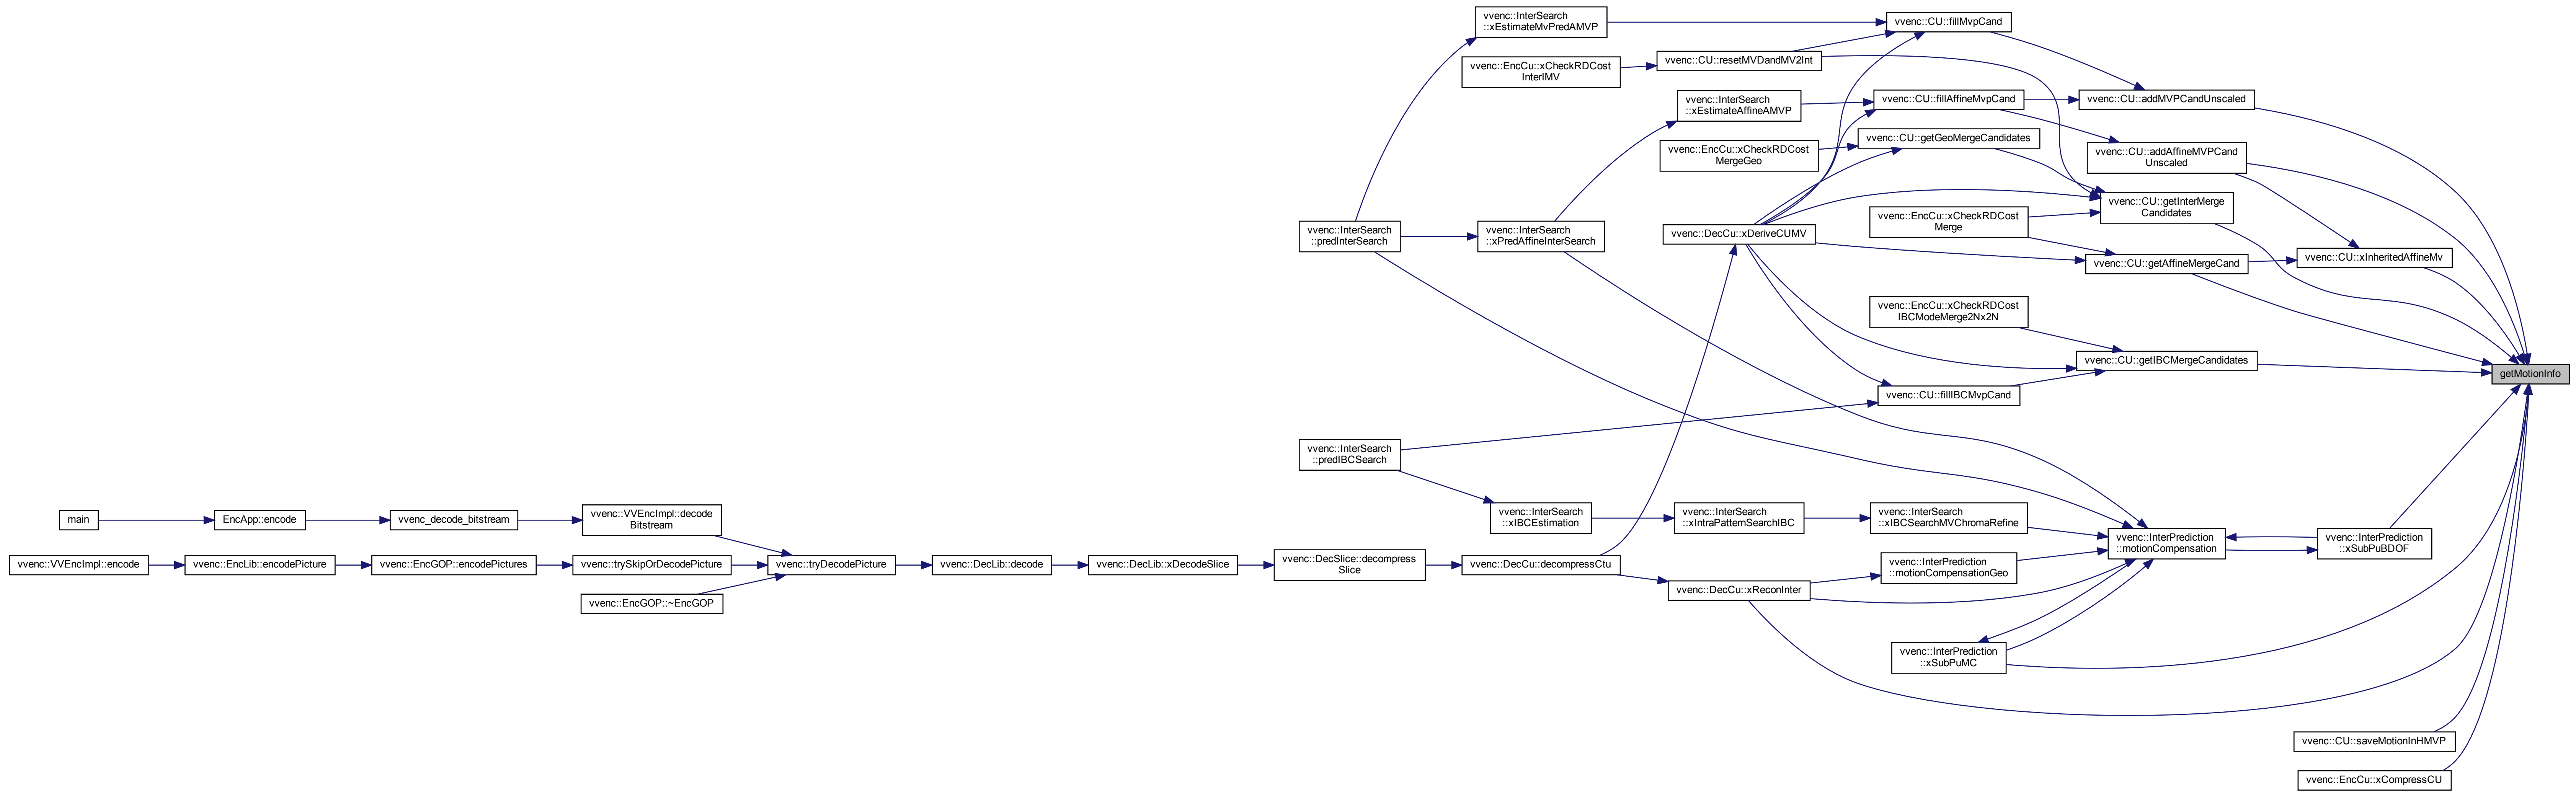 vvenc::InterSearch
::xEstimateMvPredAMVP
vvenc::CU::fillMvpCand
vvenc::EncCu::xCheckRDCost
InterIMV
vvenc::CU::resetMVDandMV2Int
vvenc::InterSearch
::xEstimateAffineAMVP
vvenc::CU::fillAffineMvpCand
vvenc::CU::addMVPCandUnscaled
vvenc::EncCu::xCheckRDCost
MergeGeo
vvenc::CU::getGeoMergeCandidates
vvenc::CU::addAffineMVPCand
Unscaled
vvenc::InterSearch
::predInterSearch
vvenc::InterSearch
::xPredAffineInterSearch
vvenc::DecCu::xDeriveCUMV
vvenc::EncCu::xCheckRDCost
Merge
vvenc::CU::getInterMerge
Candidates
vvenc::CU::getAffineMergeCand
vvenc::CU::xInheritedAffineMv
vvenc::EncCu::xCheckRDCost
IBCModeMerge2Nx2N
vvenc::CU::getIBCMergeCandidates
getMotionInfo
vvenc::CU::fillIBCMvpCand
vvenc::InterSearch
::predIBCSearch
main
EncApp::encode
vvenc_decode_bitstream
vvenc::VVEncImpl::decode
Bitstream
vvenc::InterSearch
::xIBCEstimation
vvenc::InterSearch
::xIntraPatternSearchIBC
vvenc::InterSearch
::xIBCSearchMVChromaRefine
vvenc::InterPrediction
::motionCompensation
vvenc::InterPrediction
::xSubPuBDOF
vvenc::VVEncImpl::encode
vvenc::EncLib::encodePicture
vvenc::EncGOP::encodePictures
vvenc::trySkipOrDecodePicture
vvenc::tryDecodePicture
vvenc::DecLib::decode
vvenc::DecLib::xDecodeSlice
vvenc::DecSlice::decompress
Slice
vvenc::DecCu::decompressCtu
vvenc::InterPrediction
::motionCompensationGeo
vvenc::EncGOP::~EncGOP
vvenc::DecCu::xReconInter
vvenc::InterPrediction
::xSubPuMC
vvenc::CU::saveMotionInHMVP
vvenc::EncCu::xCompressCU